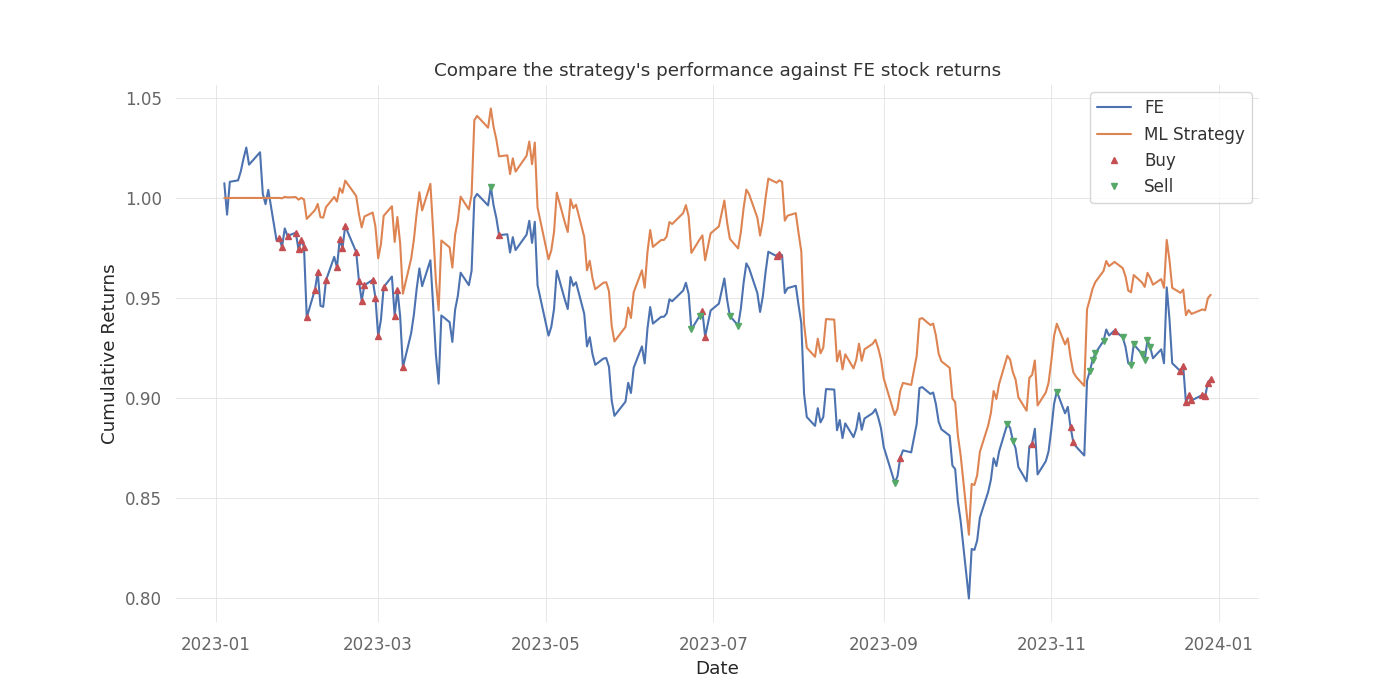 Compare the strategy's performance against FE stock returns
1.05
1.00
0.95
0.90
0.85
0.80
Cumulative Returns
FE
ML Strategy
Buy
Sell
2023-01
2023-03
2023-05
2023-07
2023-09
2023-11
2024-01
Date